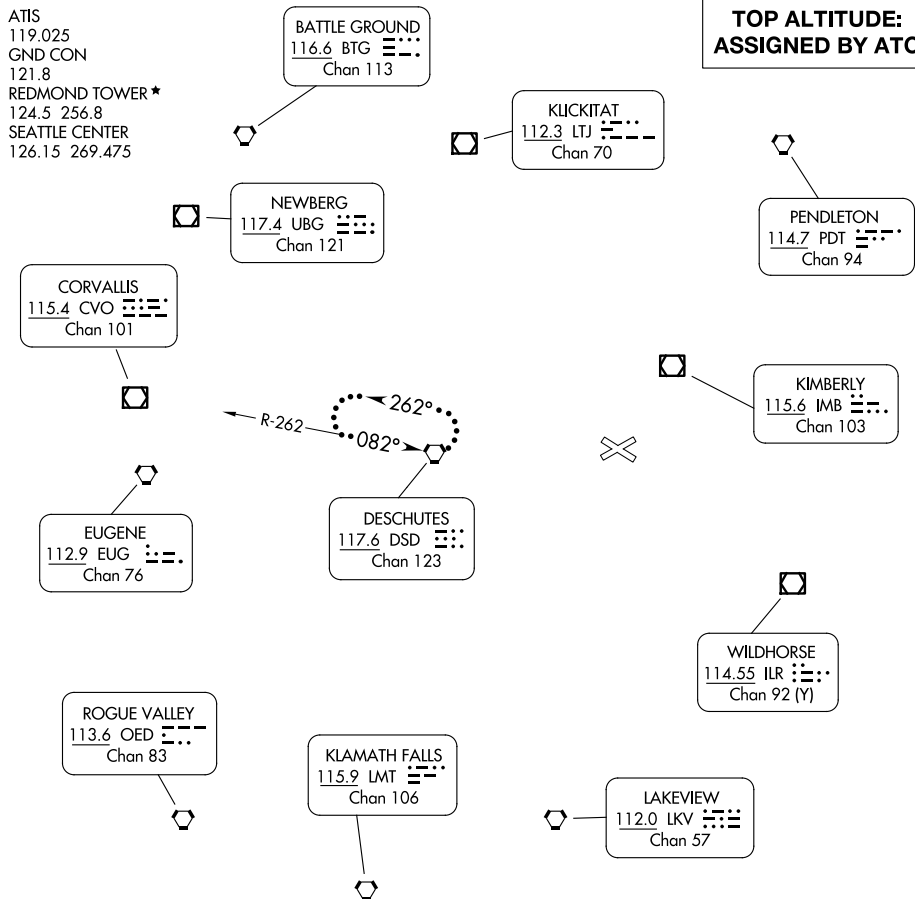 ATIS
119.025
GND CON
121.8
REDMOND TOWER ★
124.5 256.8
SEATTLE CENTER
126.15 269.475
TOP ALTITUDE:
ASSIGNED BY ATC
BATTLE GROUND
116.6 BTG
Chan 113
KLICKITAT
112.3 LTJ
Chan 70
NEWBERG
117.4 UBG
Chan 121
PENDLETON
114.7 PDT
Chan 94
CORVALLIS
115.4 CVO
Chan 101
KIMBERLY
115.6 IMB
Chan 103
R-262
262°
082°
EUGENE
112.9 EUG
Chan 76
DESCHUTES
117.6 DSD
Chan 123
WILDHORSE
114.55 ILR
Chan 92 (Y)
ROGUE VALLEY
113.6 OED
Chan 83
KLAMATH FALLS
115.9 LMT
Chan 106
LAKEVIEW
112.0 LKV
Chan 57